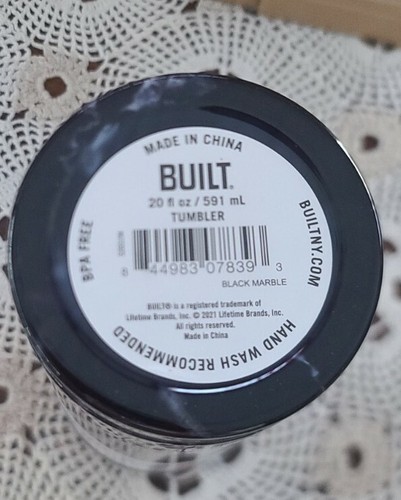 MADE IN CHINA
BUILT®
20 fl oz / 591 mL
TUMBLER
BPA FREE
BUILTNY.COM
44983 07839 3
BLACK MARBLE
BUILT® is a registered trademark of
Lifetime Brands, Inc. © 2021 Lifetime Brands, Inc.
All rights reserved.
Made in China
HAND WASH RECOMMENDED